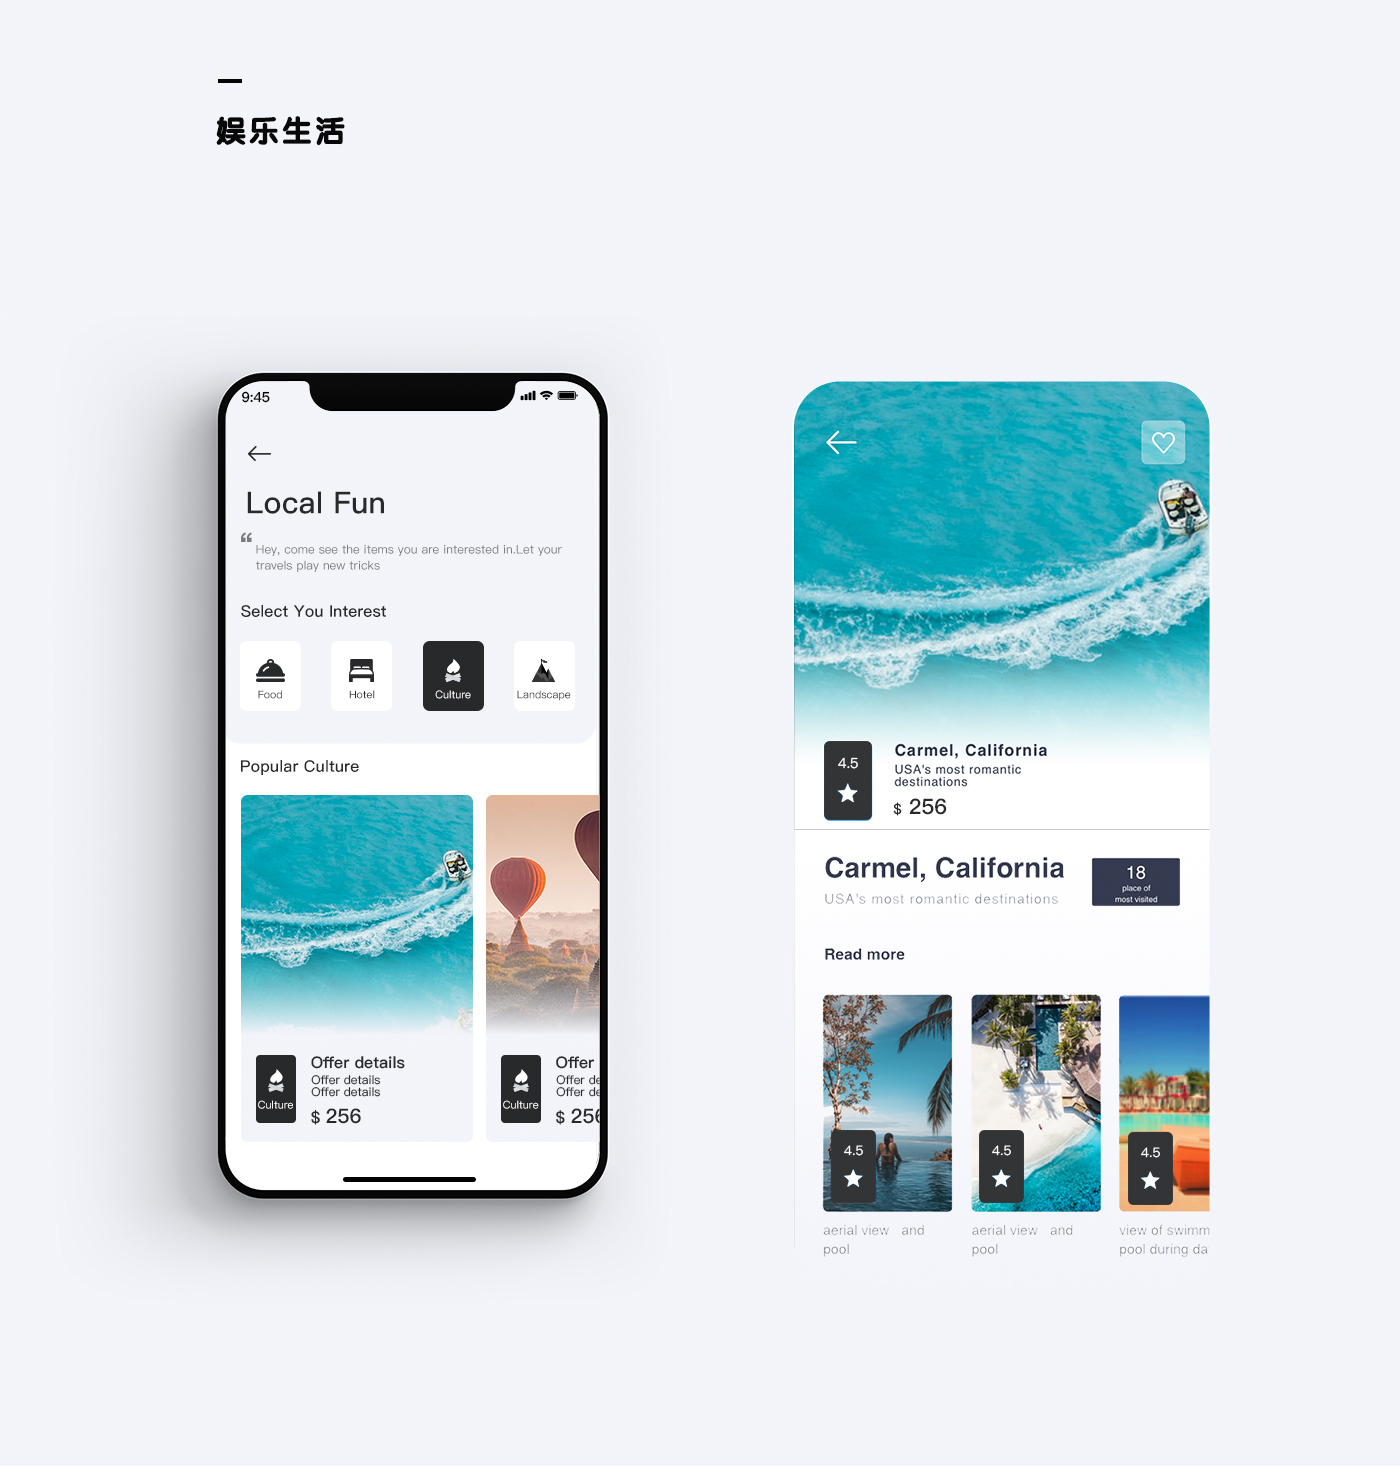 娱乐生活
9:45
Local Fun
“
Hey, come see the items you are interested in.Let your
travels play new tricks
Select You Interest
Food
Hotel
Culture
Landscape
Popular Culture
Culture
Offer details
Offer details
Offer details
$ 256
Culture
Offer
Offer de
Offer de
$ 256
4.5
Carmel, California
USA's most romantic
destinations
$ 256
Carmel, California
USA's most romantic destinations
18
place of
most visited
Read more
4.5
4.5
4.5
aerial view and
pool
aerial view and
pool
view of swimm
pool during da